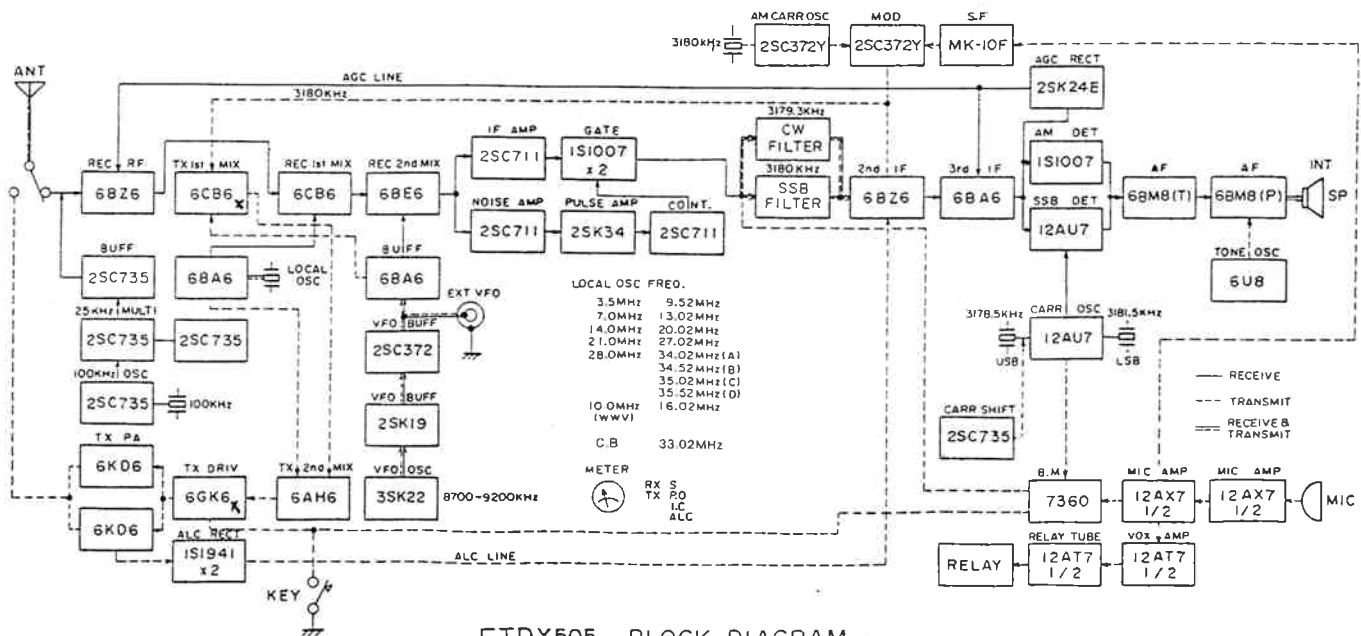 AM CARR OSC
MOD
S.F
3180kHz
2SC372Y
2SC372Y
MK-10F
ANT
AGC LINE
3180KHz
AGC RECT
2SK24E
3179.3KHz
CW
FILTER
IF AMP
2SC711
GATE
1S1007
x 2
AM DET
1S1007
REC RF
6BZ6
TX 1st MIX
6CB6
REC 1st MIX
6CB6
REC 2nd MIX
6BE6
3180KHz
SSB
FILTER
2nd IF
6BZ6
3rd IF
6BA6
AF
6BM8(T)
AF
6BM8(P)
INT
SP
NOISE AMP
2SC711
PULSE AMP
2SK34
CONT.
2SC711
SSB DET
12AU7
BUFF
2SC735
6BA6
LOCAL
OSC
BUIFF
6BA6
TONE OSC
6U8
EXT VFO
25KHz MULTI
2SC735
2SC735
VFO BUFF
2SC372
LOCAL OSC FREQ.
3.5MHz 9.52MHz
7.0MHz 13.02MHz
14.0MHz 20.02MHz
21.0MHz 27.02MHz
28.0MHz 34.02MHz(A)
34.52MHz(B)
35.02MHz(C)
35.52MHz(D)
10.0MHz 16.02MHz
(WWV)
C.B 33.02MHz
3178.5KHz
CARR OSC
3181.5KHz
12AU7
USB
LSB
RECEIVE
TRANSMIT
RECEIVE &
TRANSMIT
100KHz OSC
2SC735
100KHz
VFO BUFF
2SK19
CARR SHIFT
2SC735
TX PA
6KD6
6KD6
TX DRIV
6GK6
TX 2nd MIX
6AH6
VFO OSC
3SK22
8700-9200KHz
METER
RX S
TX P.O
I.C
ALC
B.M
7360
MIC AMP
12AX7
1/2
MIC AMP
12AX7
1/2
MIC
ALC RECT
1S1941
x 2
ALC LINE
RELAY
RELAY TUBE
12AT7
1/2
VOX AMP
12AT7
1/2
KEY
FTDX505 BLOCK DIAGRAM